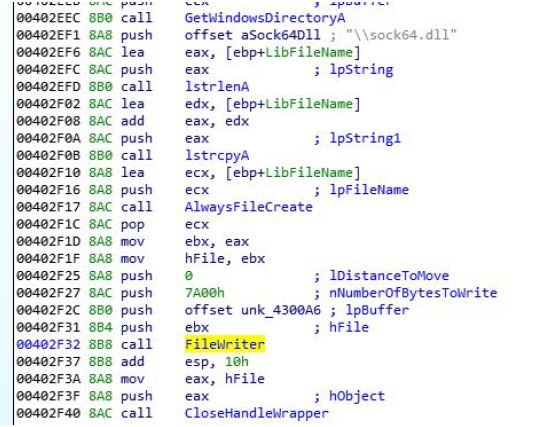 00402EEC 8B0 call GetWindowsDirectoryA
00402EF1 8A8 push offset aSock64Dll ; "\\sock64.dll"
00402EF6 8AC lea eax, [ebp+LibFileName]
00402EFC 8AC push eax ; lpString
00402EFD 8B0 call lstrlenA
00402F02 8AC lea edx, [ebp+LibFileName]
00402F08 8AC add eax, edx
00402F0A 8AC push eax ; lpString1
00402F0B 8B0 call lstrcpyA
00402F10 8A8 lea ecx, [ebp+LibFileName]
00402F16 8A8 push ecx ; lpFileName
00402F17 8AC call AlwaysFileCreate
00402F1C 8AC pop ecx
00402F1D 8A8 mov ebx, eax
00402F1F 8A8 mov hFile, ebx
00402F25 8A8 push 0 ; lDistanceToMove
00402F27 8AC push 7A00h ; nNumberOfBytesToWrite
00402F2C 8B0 push offset unk_4300A6 ; lpBuffer
00402F31 8B4 push ebx ; hFile
00402F32 8B8 call FileWriter
00402F37 8B8 add esp, 10h
00402F3A 8A8 mov eax, hFile
00402F3F 8A8 push eax ; hObject
00402F40 8AC call CloseHandleWrapper